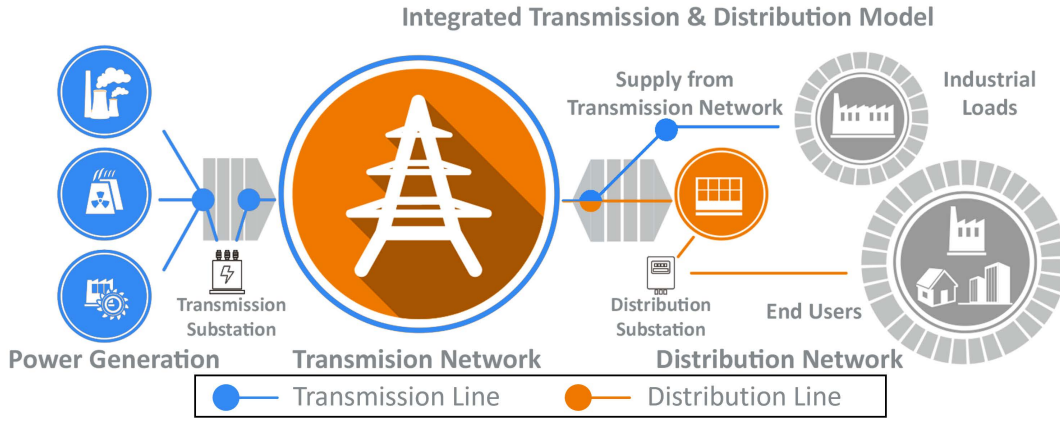 Integrated Transmission & Distribution Model
Supply from
Transmission Network
Industrial
Loads
Transmission
Substation
Distribution
Substation
End Users
Power Generation
Transmision Network
Distribution Network
Transmission Line
Distribution Line